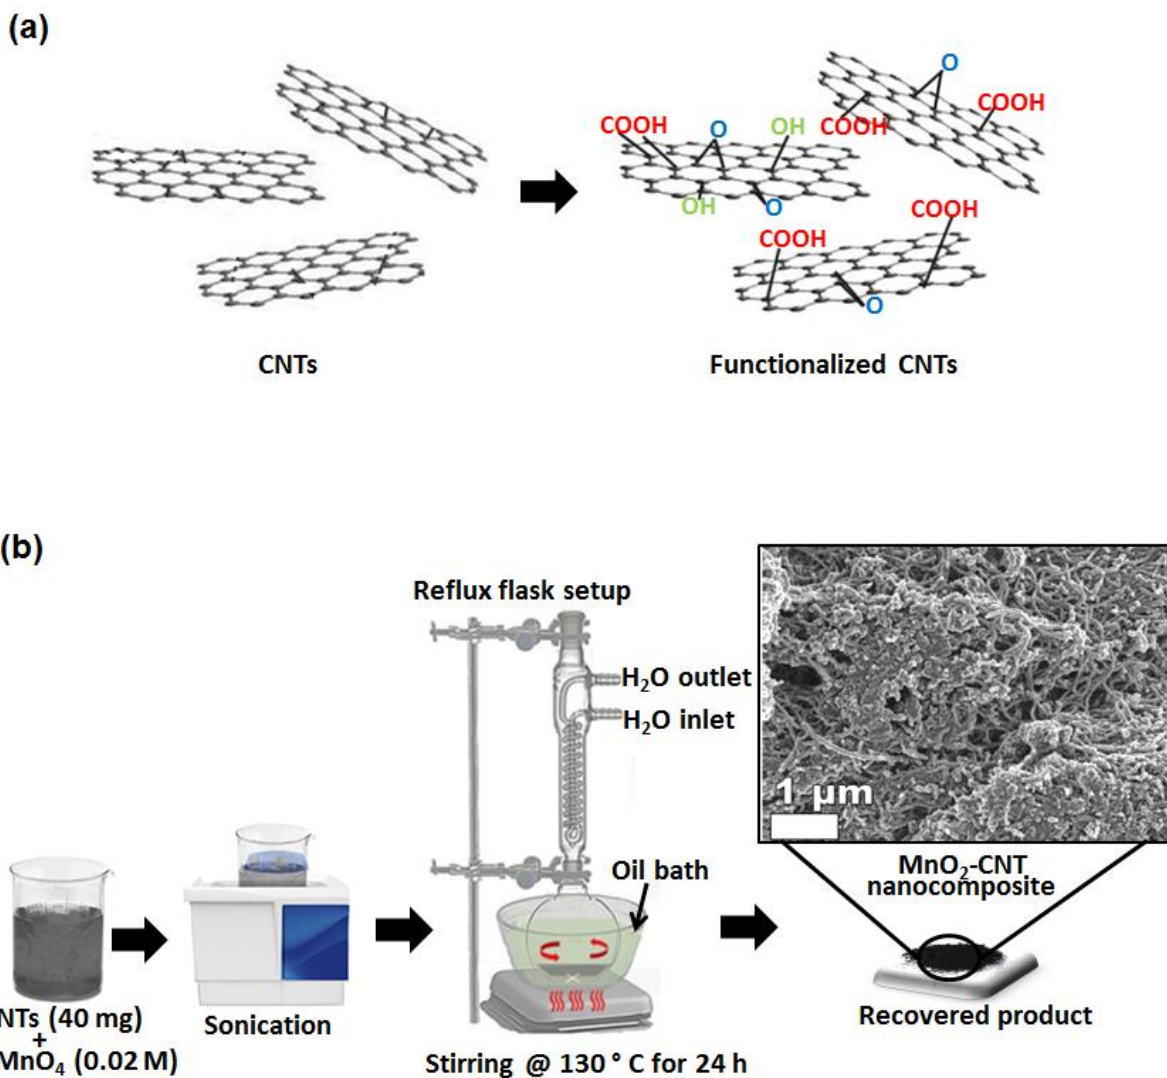 (a)
O
COOH
COOH
O
OH
COOH
OH
O
COOH
COOH
O
CNTs
Functionalized CNTs
(b)
Reflux flask setup
H₂O outlet
H₂O inlet
1 µm
Oil bath
MnO₂-CNT
nanocomposite
NTs (40 mg)
+
MnO₄ (0.02 M)
Sonication
Recovered product
Stirring @ 130 ° C for 24 h